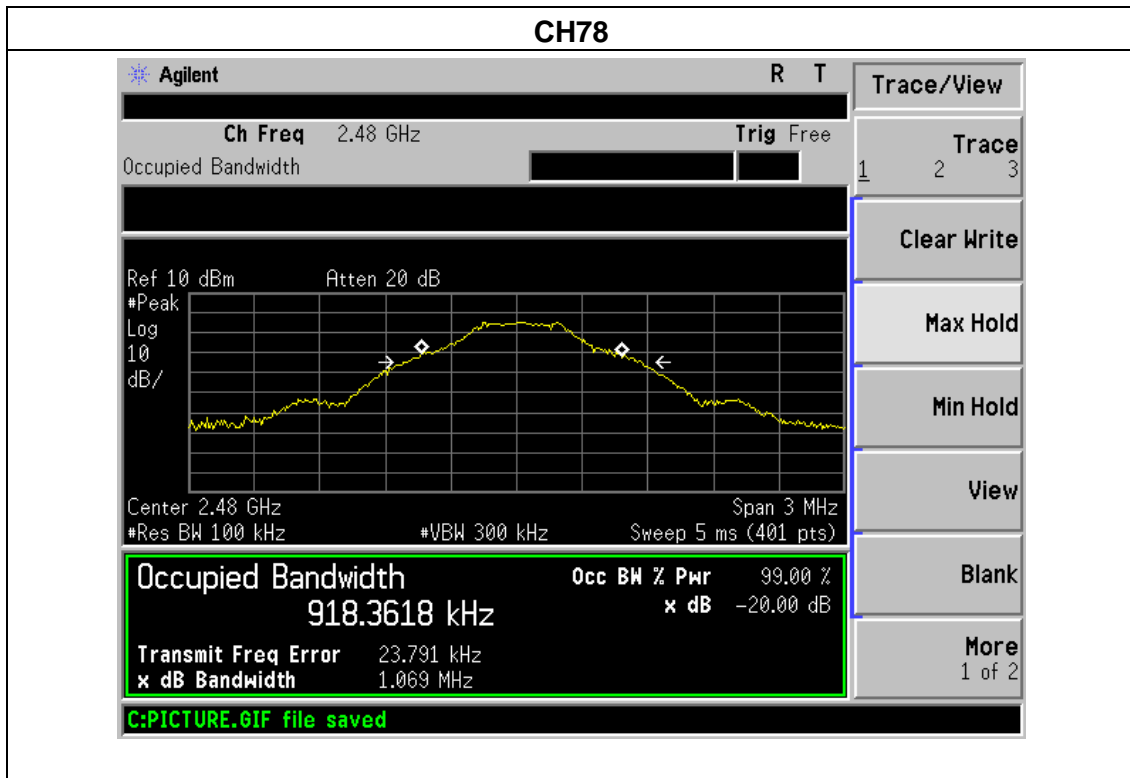 CH78
Agilent R T
Trace/View
Ch Freq 2.48 GHz Trig Free
Occupied Bandwidth
Trace
1 2 3
Clear Write
Ref 10 dBm Atten 20 dB
#Peak
Log
10
dB/
Max Hold
Min Hold
View
Center 2.48 GHz Span 3 MHz
#Res BW 100 kHz #VBW 300 kHz Sweep 5 ms (401 pts)
Occupied Bandwidth Occ BW % Pwr 99.00 %
918.3618 kHz x dB -20.00 dB
Blank
Transmit Freq Error 23.791 kHz
x dB Bandwidth 1.069 MHz
More
1 of 2
C:PICTURE.GIF file saved